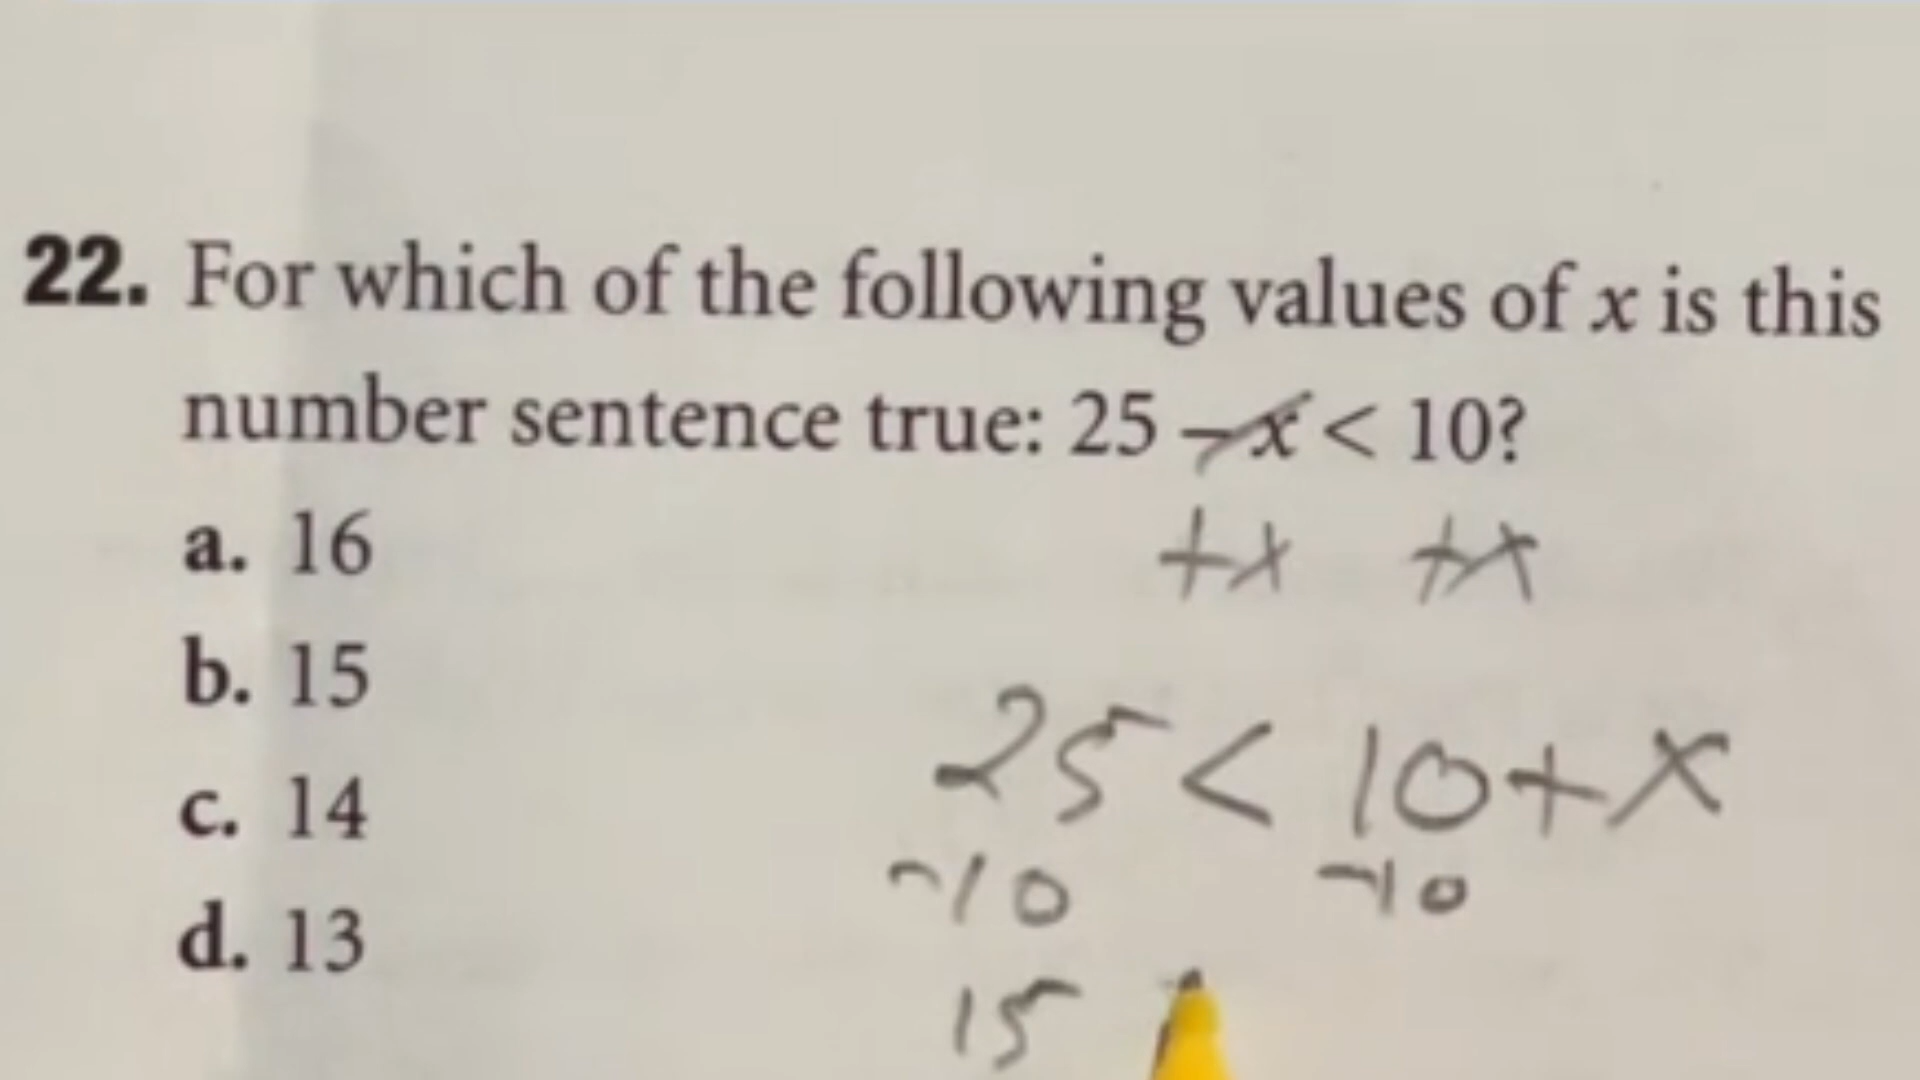 22. For which of the following values of x is this
number sentence true: 25 - x < 10?
+x +x
a. 16
b. 15
c. 14
d. 13
25 < 10 + x
-10 -10
15